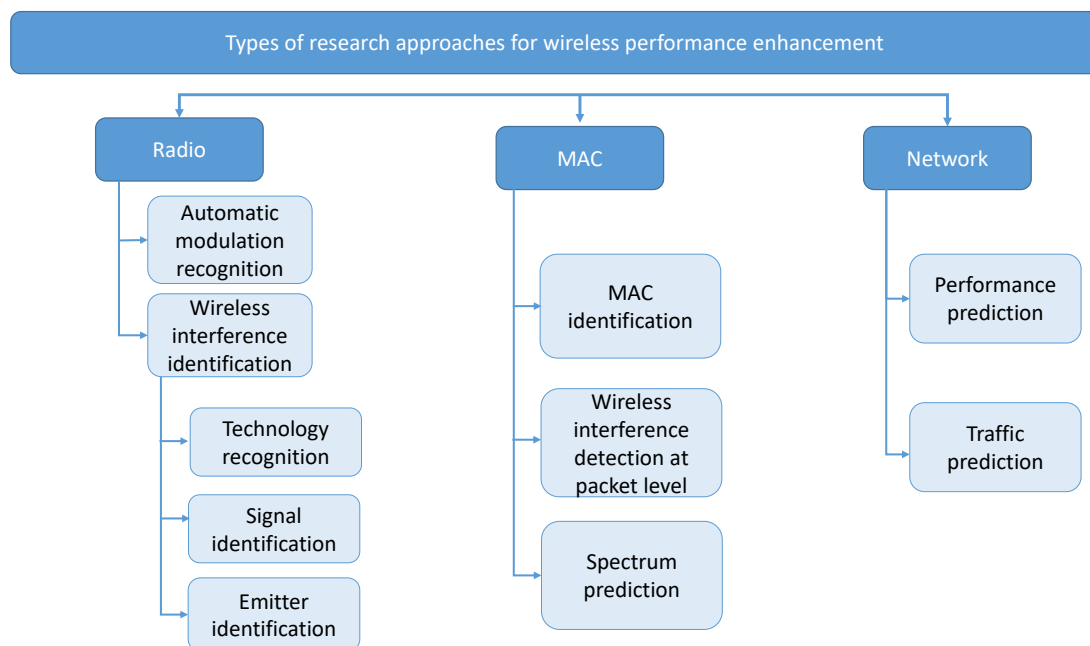 Types of research approaches for wireless performance enhancement
Radio
MAC
Network
Automatic
modulation
recognition
Wireless
interference
identification
Technology
recognition
Signal
identification
Emitter
identification
MAC
identification
Wireless
interference
detection at
packet level
Spectrum
prediction
Performance
prediction
Traffic
prediction